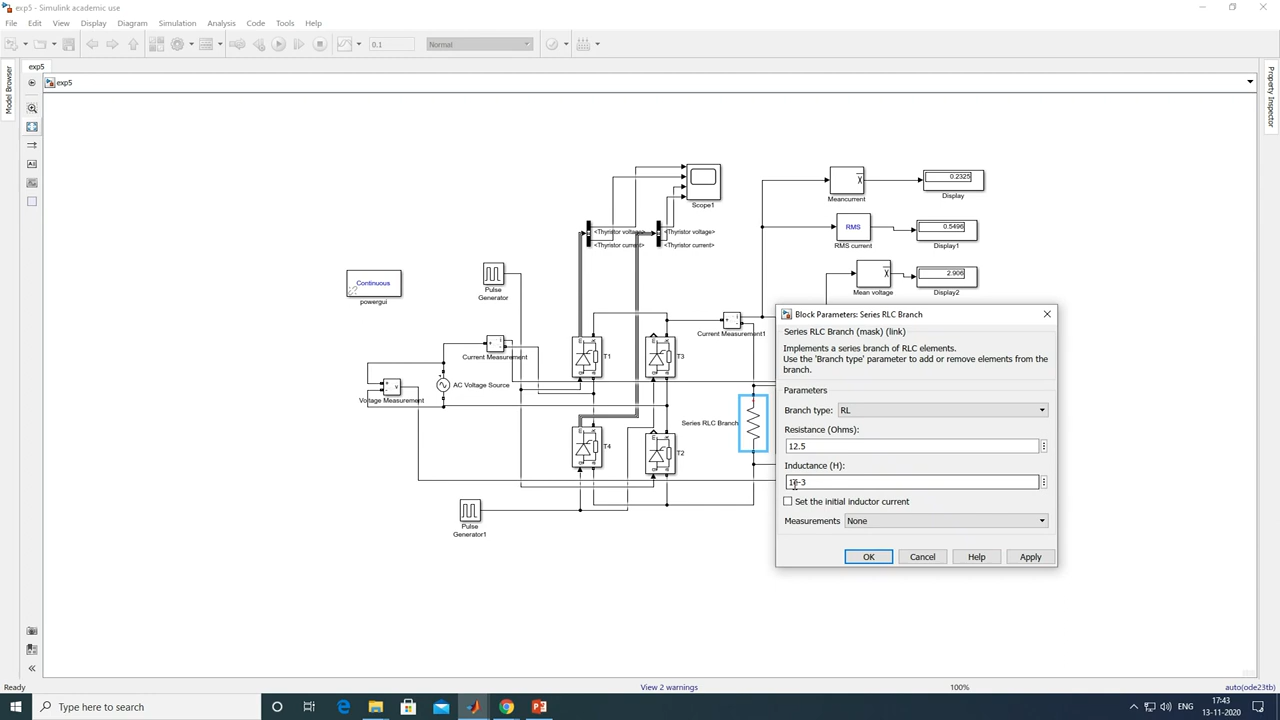 exp5 - Simulink academic use
File Edit View Display Diagram Simulation Analysis Code Tools Help
0.1
Normal
exp5
exp5
Model Browser
Property Inspector
Scope1
<Thyristor voltage>
<Thyristor current>
<Thyristor voltage>
<Thyristor current>
Meancurrent
0.2325
Display
RMS
RMS current
0.5496
Display1
Mean voltage
2.906
Display2
Continuous
powergui
Pulse
Generator
Current Measurement
Current Measurement1
T1
T3
AC Voltage Source
Voltage Measurement
Series RLC Branch
T4
T2
Pulse
Generator1
Block Parameters: Series RLC Branch
Series RLC Branch (mask) (link)
Implements a series branch of RLC elements.
Use the 'Branch type' parameter to add or remove elements from the
branch.
Parameters
Branch type: RL
Resistance (Ohms):
12.5
Inductance (H):
Set the initial inductor current
Measurements None
OK Cancel Help Apply
Ready
View 2 warnings
100%
auto(ode23tb)
Type here to search
ENG
17:43
13-11-2020